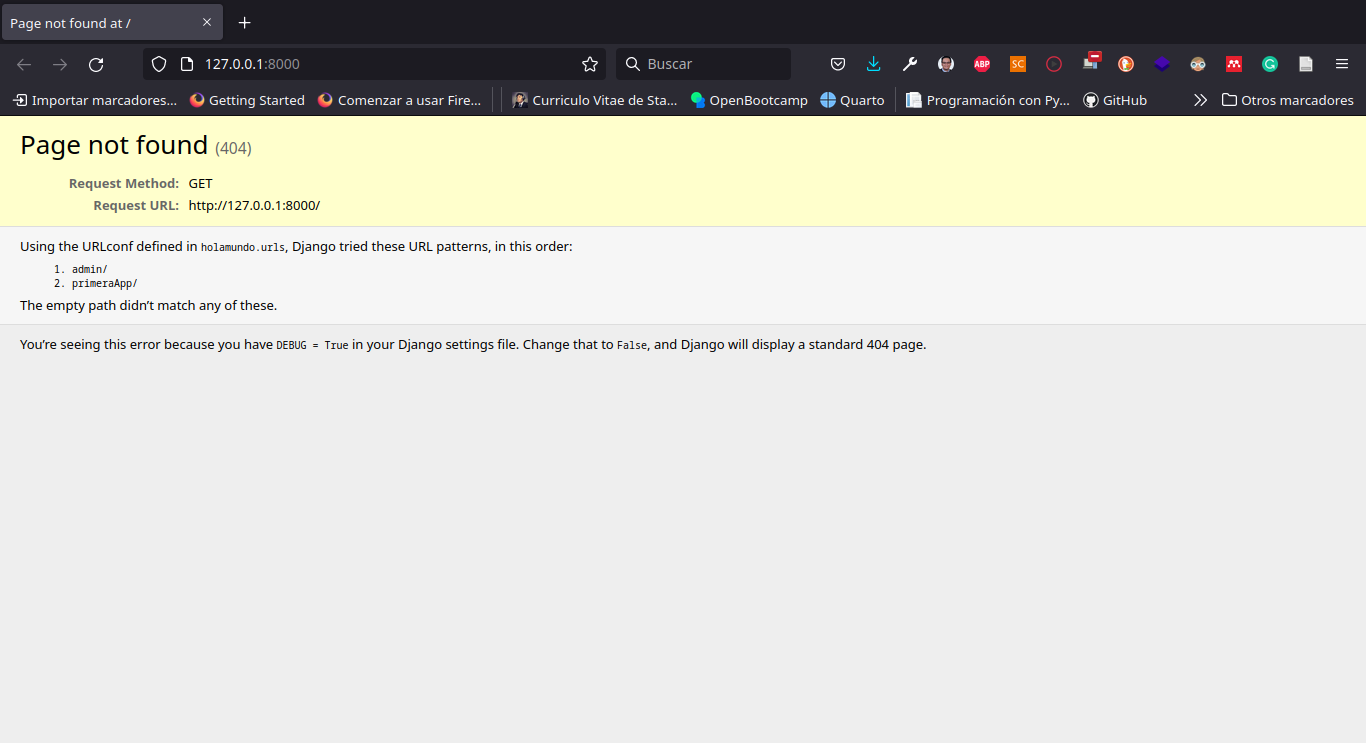 Page not found at /
127.0.0.1:8000
Buscar
ABP
SC
Importar marcadores...
Getting Started
Comenzar a usar Fire...
Curriculo Vitae de Sta...
OpenBootcamp
Quarto
Programación con Py...
GitHub
Otros marcadores
Page not found (404)
Request Method: GET
Request URL: http://127.0.0.1:8000/
Using the URLconf defined in holamundo.urls, Django tried these URL patterns, in this order:
1. admin/
2. primeraApp/
The empty path didn’t match any of these.
You’re seeing this error because you have DEBUG = True in your Django settings file. Change that to False, and Django will display a standard 404 page.